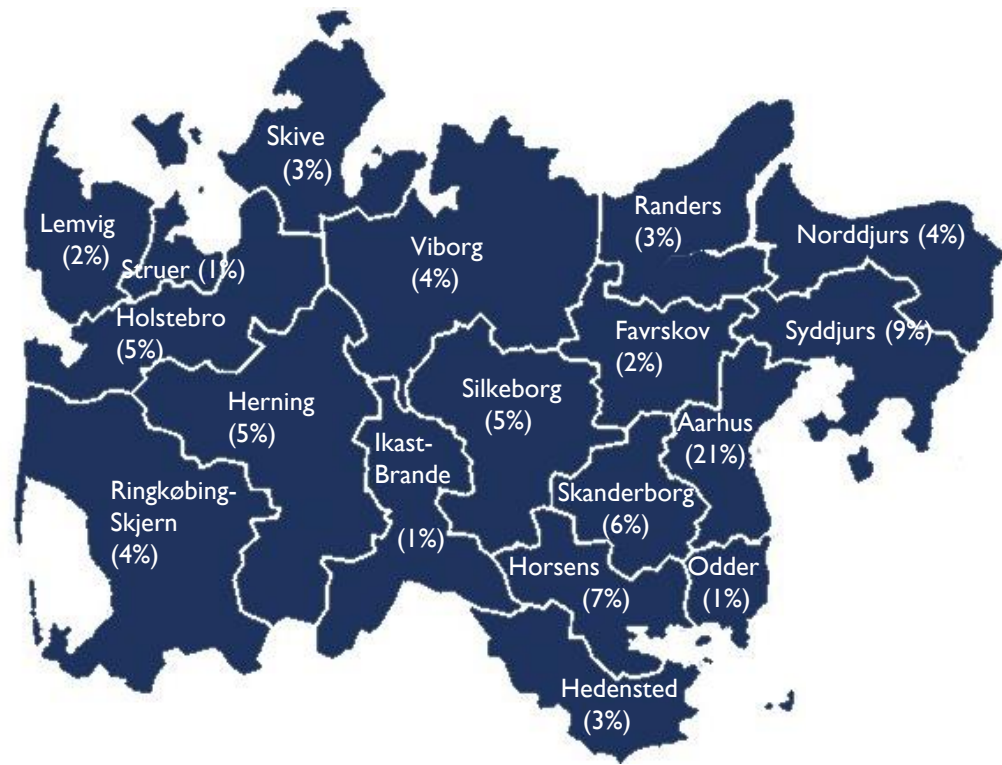 Skive
(3%)
Lemvig
(2%)
Struer (1%)
Holstebro
(5%)
Viborg
(4%)
Randers
(3%)
Norddjurs (4%)
Syddjurs (9%)
Favrskov
(2%)
Herning
(5%)
Ikast-
Brande
(1%)
Silkeborg
(5%)
Aarhus
(21%)
Ringkøbing-
Skjern
(4%)
Skanderborg
(6%)
Horsens
(7%)
Odder
(1%)
Hedensted
(3%)